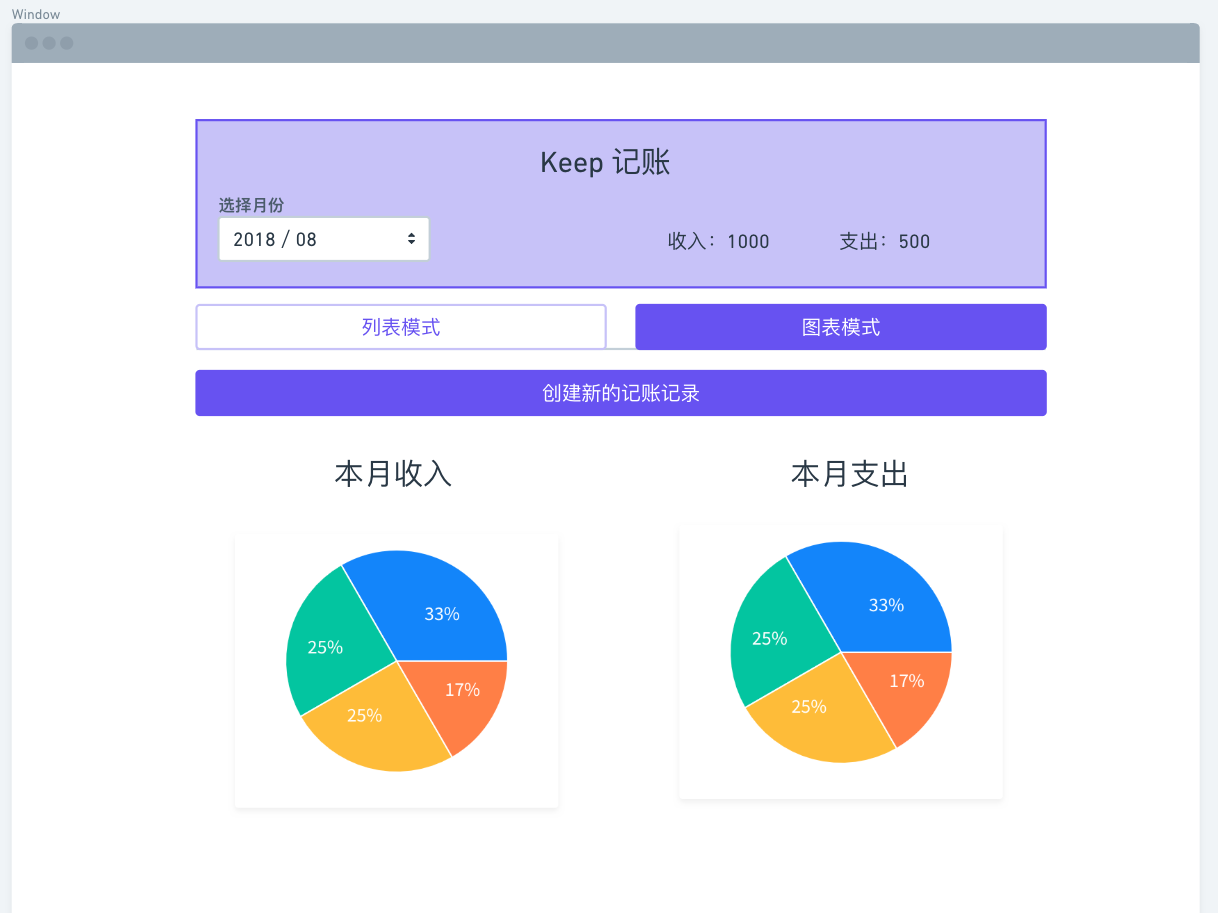 Window
Keep 记账
选择月份
2018 / 08
收入：1000
支出：500
列表模式
图表模式
创建新的记账记录
本月收入
本月支出
33%
25%
25%
17%
33%
25%
25%
17%